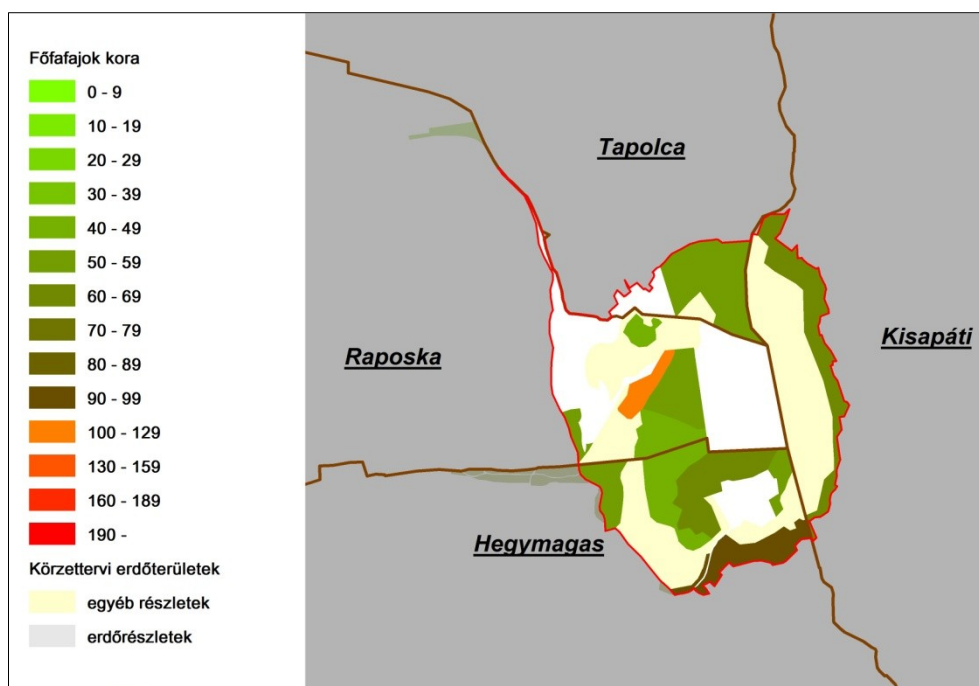 Főfafajok kora
0 - 9
10 - 19
20 - 29
30 - 39
40 - 49
50 - 59
60 - 69
70 - 79
80 - 89
90 - 99
100 - 129
130 - 159
160 - 189
190 -
Körzettervi erdőterületek
egyéb részletek
erdőrészletek
Tapolca
Kisapáti
Raposka
Hegymagas